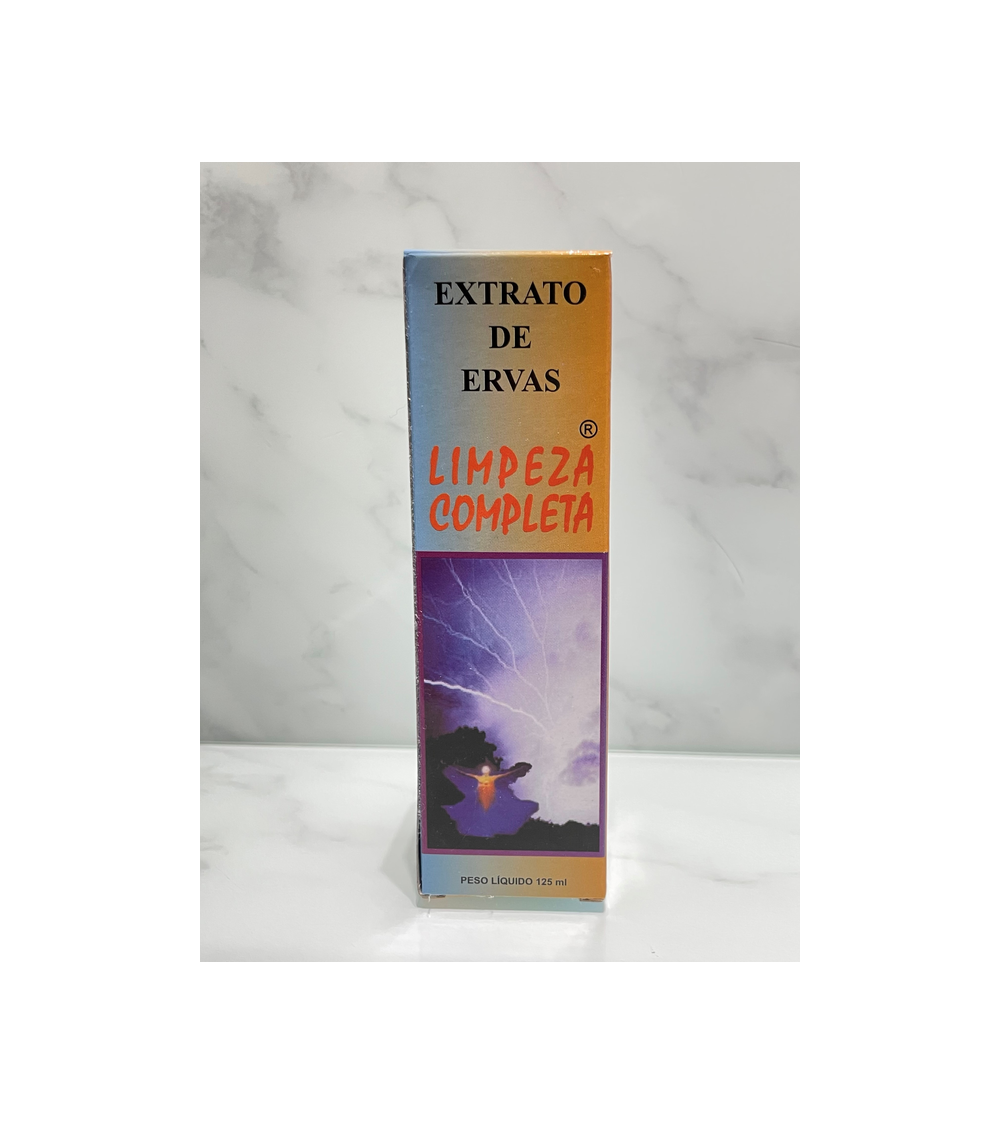 EXTRATO
DE
ERVAS
®
LIMPEZA
COMPLETA
PESO LÍQUIDO 125 ml